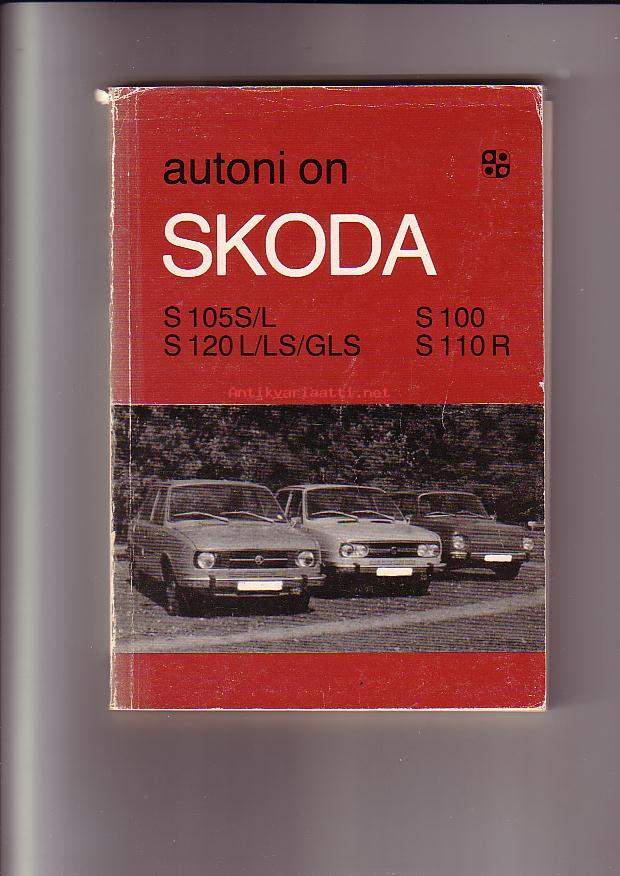 autoni on
SKODA
S 105S/L
S 120 L/LS/GLS
S 100
S 110 R
Antikvariaatti.net